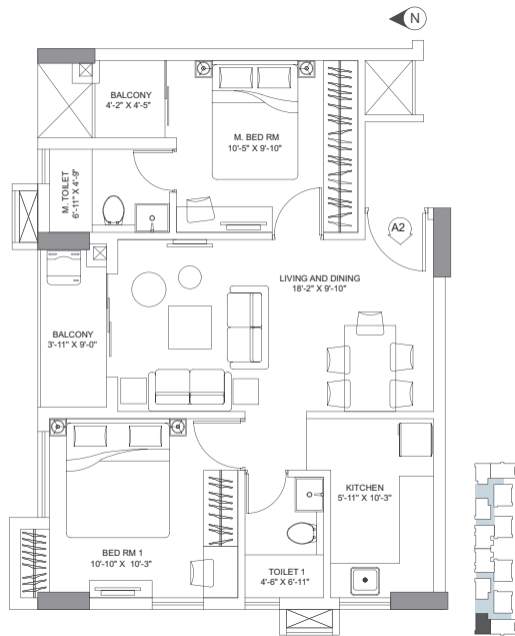 N
BALCONY
4'-2" X 4'-5"
M. BED RM
10'-5" X 9'-10"
M. TOILET
6'-11" X 4'-9"
A2
LIVING AND DINING
18'-2" X 9'-10"
BALCONY
3'-11" X 9'-0"
KITCHEN
5'-11" X 10'-3"
BED RM 1
10'-10" X 10'-3"
TOILET 1
4'-6" X 6'-11"